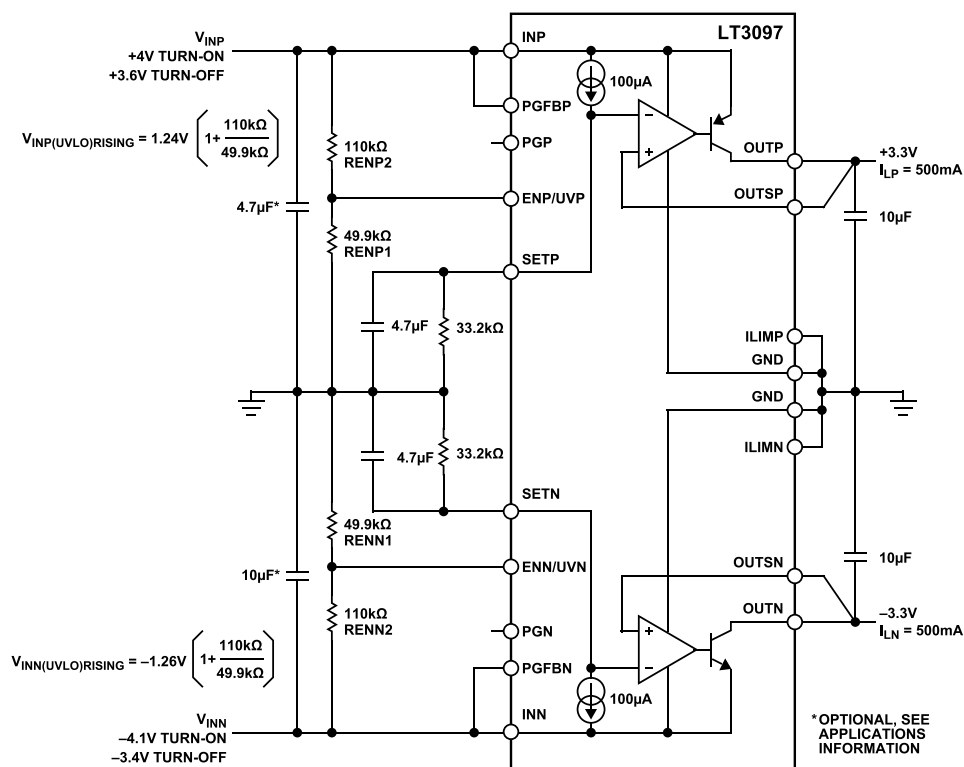 LT3097
V_INP
+4V TURN-ON
+3.6V TURN-OFF
V_INP(UVLO)RISING = 1.24V (1+ 110kΩ/49.9kΩ)
110kΩ
RENP2
4.7µF*
49.9kΩ
RENP1
4.7µF
33.2kΩ
4.7µF
33.2kΩ
49.9kΩ
RENN1
10µF*
110kΩ
RENN2
V_INN(UVLO)RISING = –1.26V (1+ 110kΩ/49.9kΩ)
V_INN
–4.1V TURN-ON
–3.4V TURN-OFF
INP
PGFBP
PGP
ENP/UVP
SETP
SETN
ENN/UVN
PGN
PGFBN
INN
100µA
–
+
+
–
100µA
OUTP
OUTSP
ILIMP
GND
GND
ILIMN
OUTSN
OUTN
+3.3V
I_LP = 500mA
10µF
10µF
–3.3V
I_LN = 500mA
*OPTIONAL, SEE
APPLICATIONS
INFORMATION